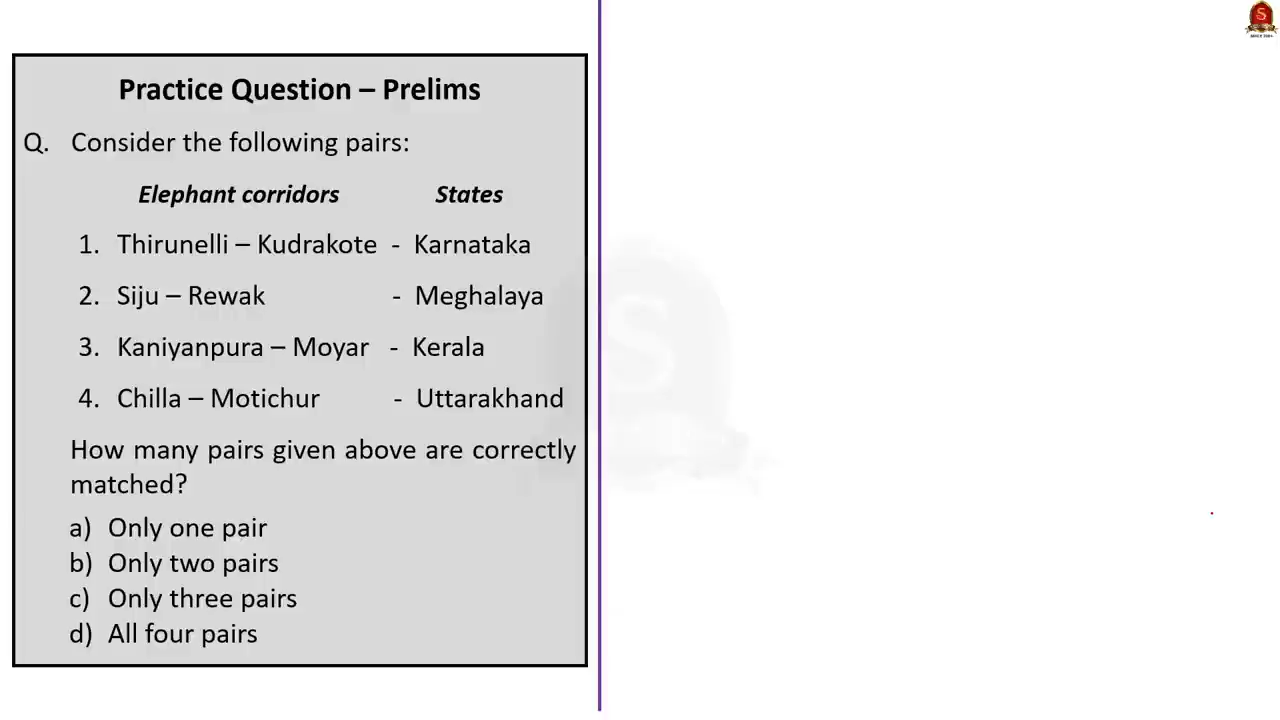 Practice Question – Prelims
Q. Consider the following pairs:
Elephant corridors States
1. Thirunelli – Kudrakote - Karnataka
2. Siju – Rewak - Meghalaya
3. Kaniyanpura – Moyar - Kerala
4. Chilla – Motichur - Uttarakhand
How many pairs given above are correctly
matched?
a) Only one pair
b) Only two pairs
c) Only three pairs
d) All four pairs
S
S